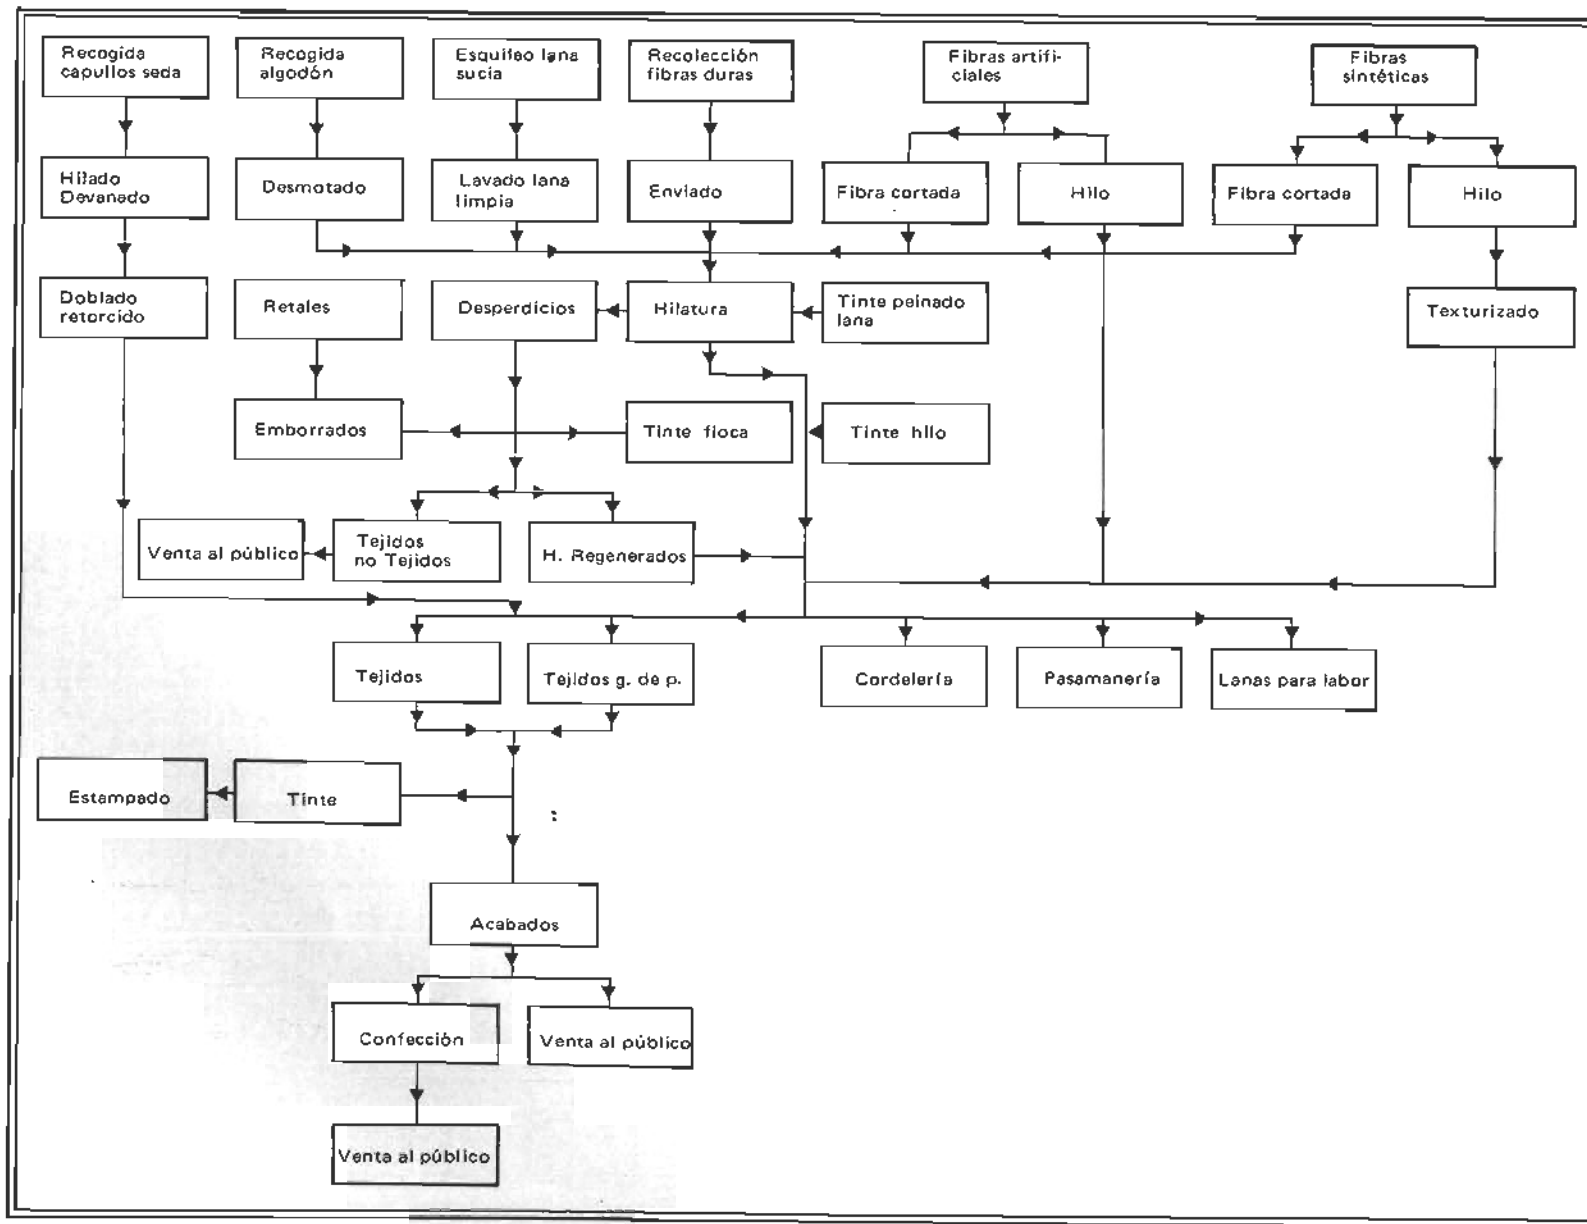 Recogida
capullos seda
Recogida
algodón
Esquileo lana
sucia
Recolección
fibras duras
Fibras artifi-
ciales
Fibras
sintéticas
Hilado
Devanado
Desmotado
Lavado lana
limpia
Enviado
Fibra cortada
Hilo
Fibra cortada
Hilo
Doblado
retorcido
Retales
Desperdicios
Hilatura
Tinte peinado
lana
Texturizado
Emborrados
Tinte floca
Tinte hilo
Venta al público
Tejidos
no Tejidos
H. Regenerados
Tejidos
Tejidos g. de p.
Cordelería
Pasamanería
Lanas para labor
Estampado
Tinte
Acabados
Confección
Venta al público
Venta al público